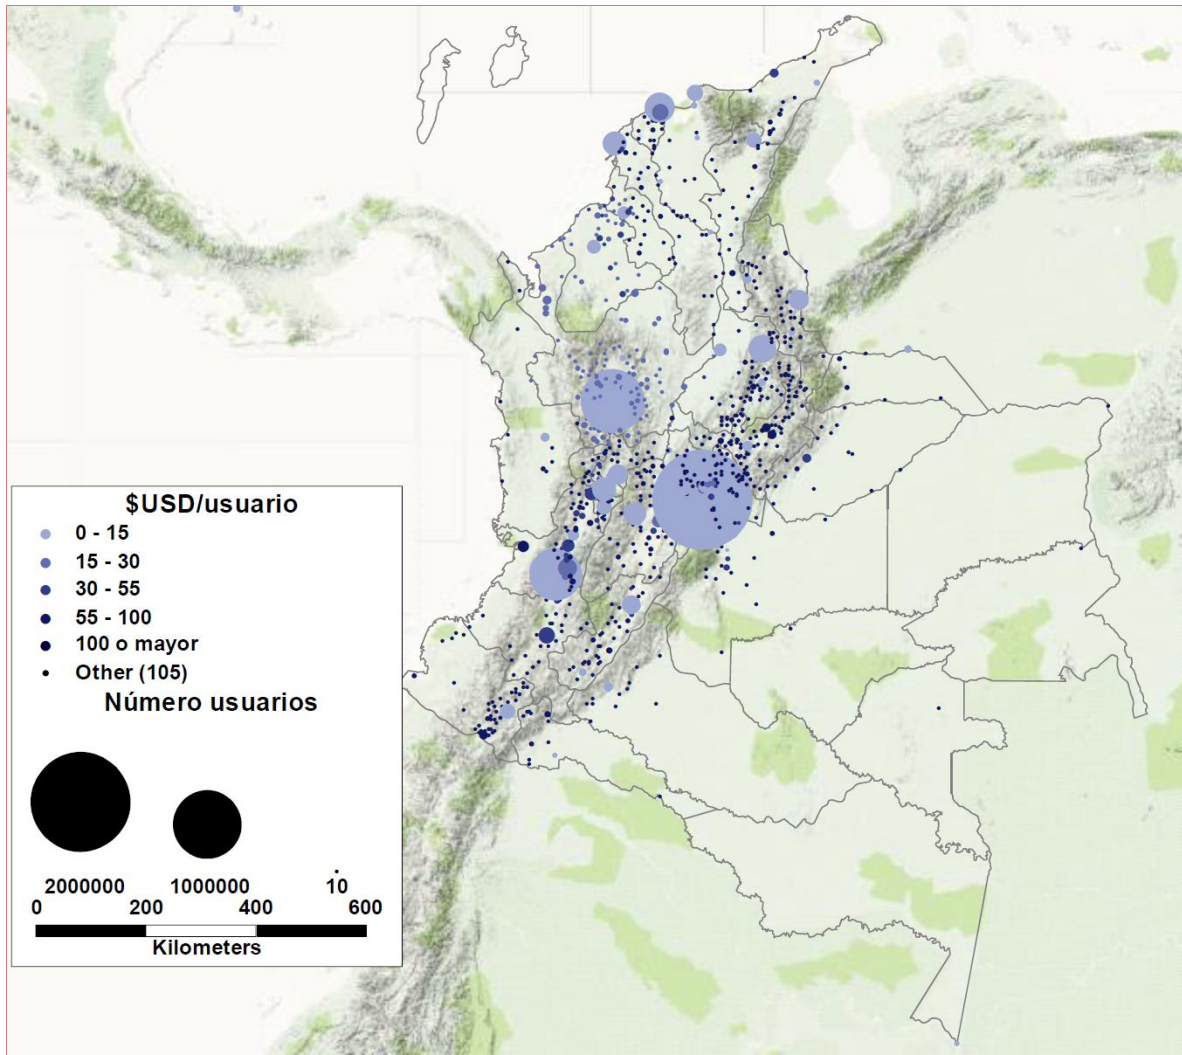 $USD/usuario
0 - 15
15 - 30
30 - 55
55 - 100
100 o mayor
Other (105)
Número usuarios
2000000 1000000 10
0 200 400 600
Kilometers